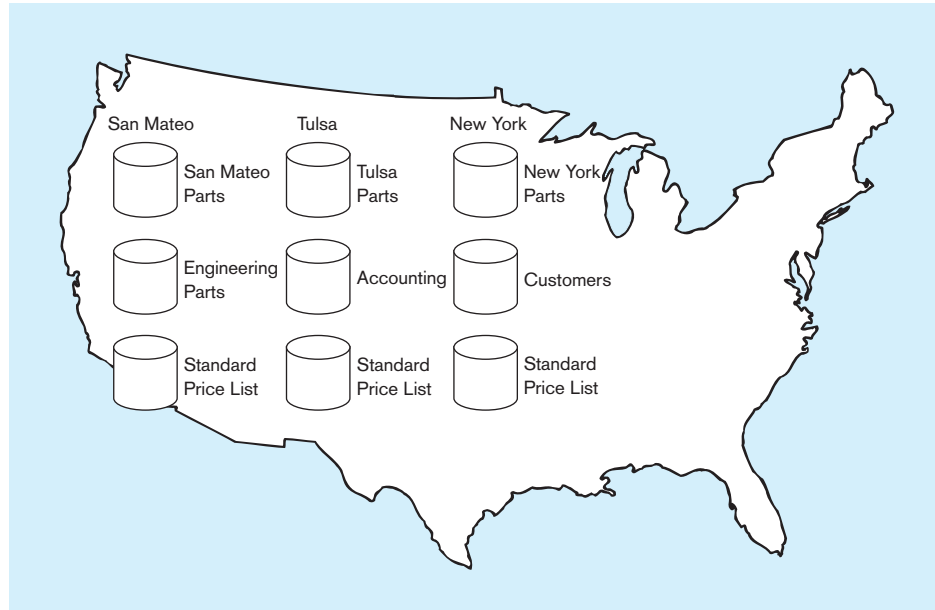 San Mateo
Tulsa
New York
San Mateo
Parts
Tulsa
Parts
New York
Parts
Engineering
Parts
Accounting
Customers
Standard
Price List
Standard
Price List
Standard
Price List